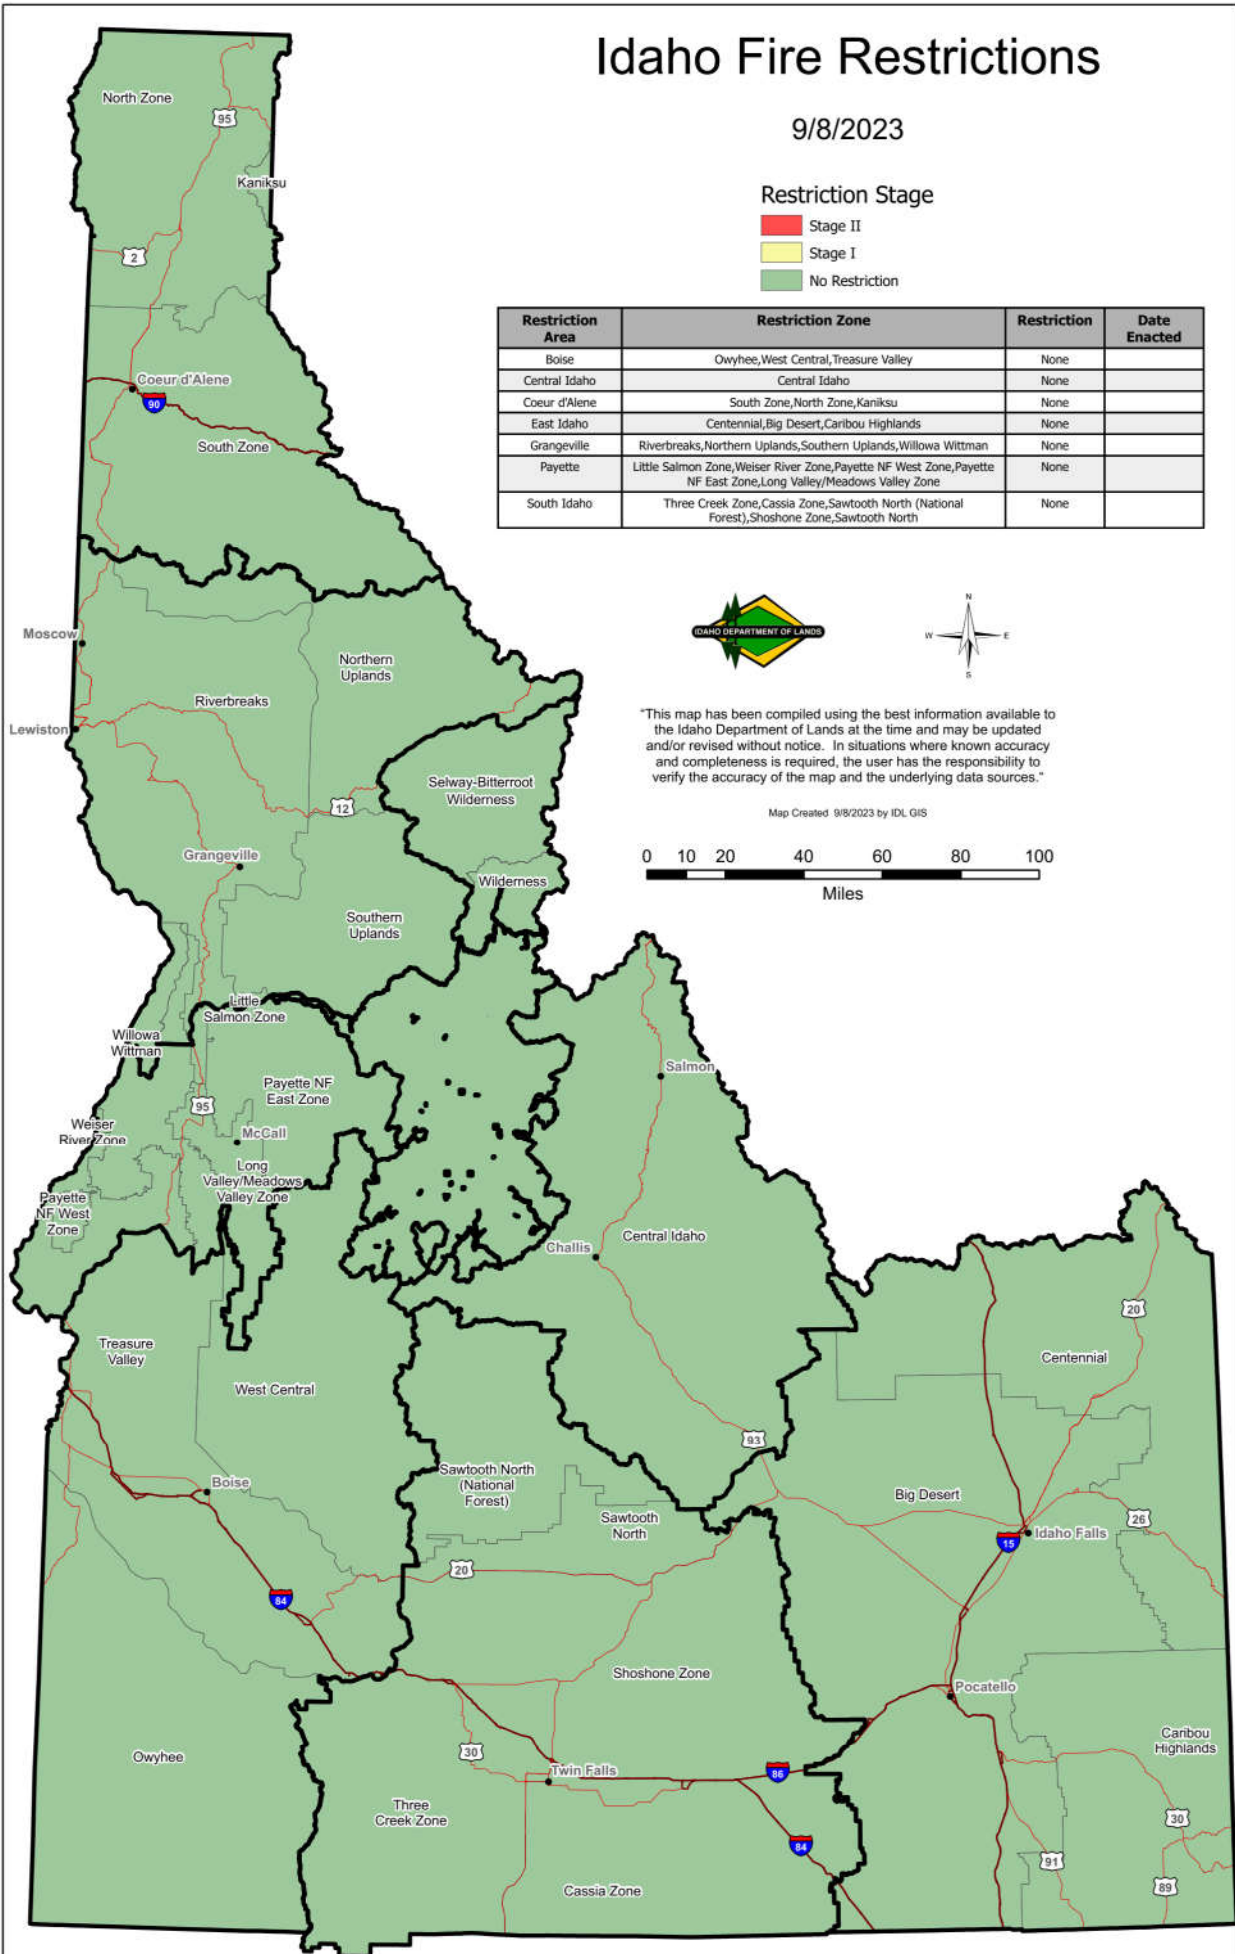 Idaho Fire Restrictions
9/8/2023
Restriction Stage
Stage II
Stage I
No Restriction
Restriction Area | Restriction Zone | Restriction | Date Enacted
Boise | Owyhee,West Central,Treasure Valley | None
Central Idaho | Central Idaho | None
Coeur d'Alene | South Zone,North Zone,Kaniksu | None
East Idaho | Centennial,Big Desert,Caribou Highlands | None
Grangeville | Riverbreaks,Northern Uplands,Southern Uplands,Willowa Wittman | None
Payette | Little Salmon Zone,Weiser River Zone,Payette NF West Zone,Payette | None
NF East Zone,Long Valley/Meadows Valley Zone
South Idaho | Three Creek Zone,Cassia Zone,Sawtooth North (National | None
Forest),Shoshone Zone,Sawtooth North
IDAHO DEPARTMENT OF LANDS
N
W
E
S
"This map has been compiled using the best information available to
the Idaho Department of Lands at the time and may be updated
and/or revised without notice. In situations where known accuracy
and completeness is required, the user has the responsibility to
verify the accuracy of the map and the underlying data sources."
Map Created 9/8/2023 by IDL GIS
0 10 20 40 60 80 100
Miles
North Zone
95
Kaniksu
2
Coeur d'Alene
90
South Zone
Moscow
Northern
Uplands
Riverbreaks
Lewiston
Selway-Bitterroot
Wilderness
12
Grangeville
Wilderness
Southern
Uplands
Little
Salmon Zone
Willowa
Wittman
Salmon
Payette NF
East Zone
95
Weiser
River Zone
McCall
Long
Valley/Meadows
Valley Zone
Payette
NF West
Zone
Challis
Central Idaho
20
Treasure
Valley
Centennial
West Central
93
Sawtooth North
(National
Forest)
Boise
Big Desert
Sawtooth
North
26
Idaho Falls
15
20
84
Shoshone Zone
Pocatello
Caribou
Highlands
Owyhee
30
Twin Falls
86
Three
Creek Zone
30
84
91
89
Cassia Zone